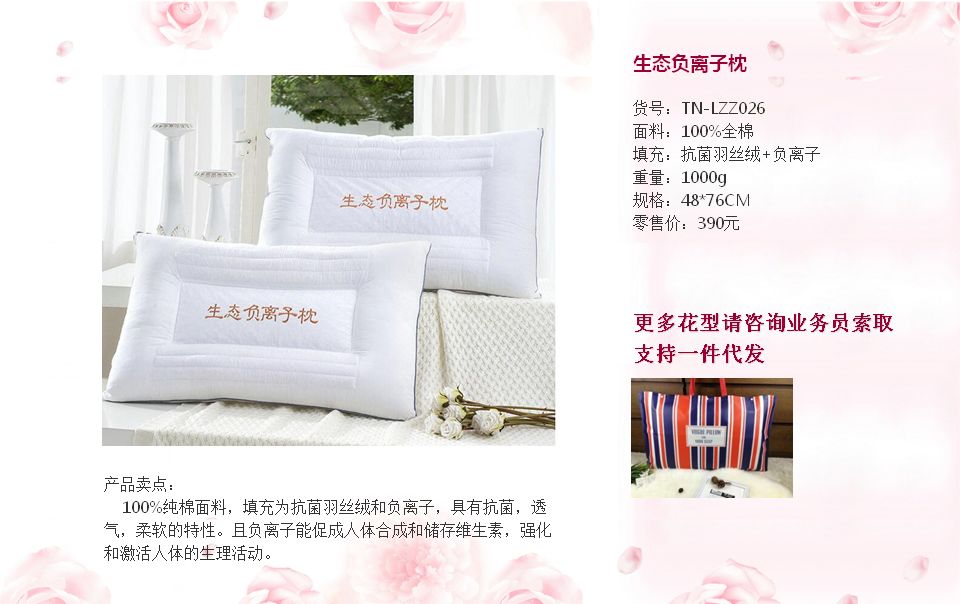 生态负离子枕
货号：TN-LZZ026
面料：100%全棉
填充：抗菌羽丝绒+负离子
重量：1000g
规格：48*76CM
零售价：390元
生态负离子枕
生态负离子枕
更多花型请咨询业务员索取
支持一件代发
VOGUE PILLOW
产品卖点：
100%纯棉面料，填充为抗菌羽丝绒和负离子，具有抗菌，透
气，柔软的特性。且负离子能促成人体合成和储存维生素，强化
和激活人体的生理活动。